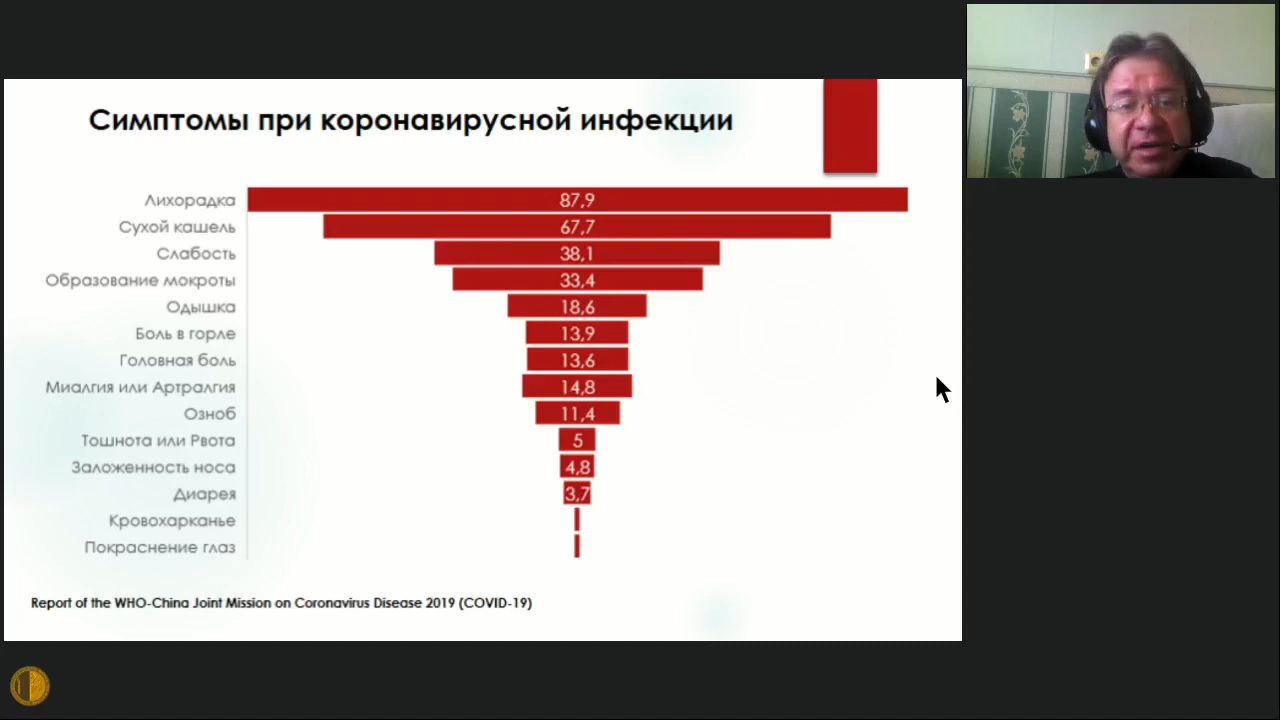 Симптомы при коронавирусной инфекции
Лихорадка 87,9
Сухой кашель 67,7
Слабость 38,1
Образование мокроты 33,4
Одышка 18,6
Боль в горле 13,9
Головная боль 13,6
Миалгия или Артралгия 14,8
Озноб 11,4
Тошнота или Рвота 5
Заложенность носа 4,8
Диарея 3,7
Кровохарканье
Покраснение глаз
Report of the WHO-China Joint Mission on Coronavirus Disease 2019 (COVID-19)